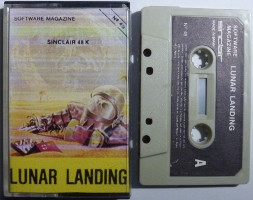 SOFTWARE MAGAZINE
SINCLAIR 48 K
LUNAR LANDING
SOFTWARE
MAGAZINE
LUNAR LANDING
A